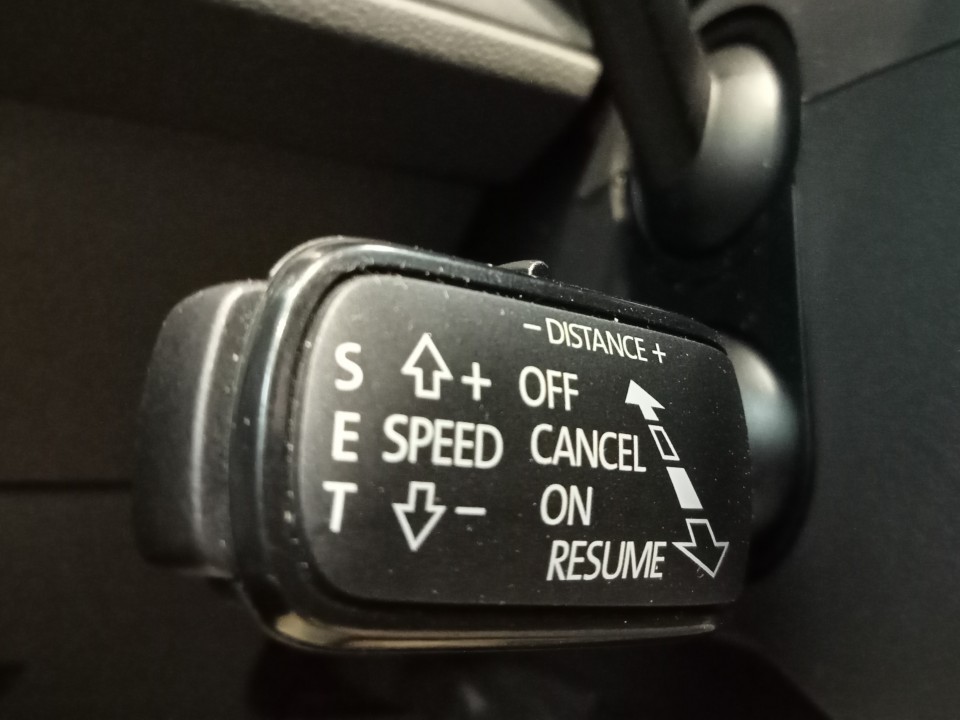 - DISTANCE +
S + OFF
E SPEED CANCEL
T - ON
RESUME